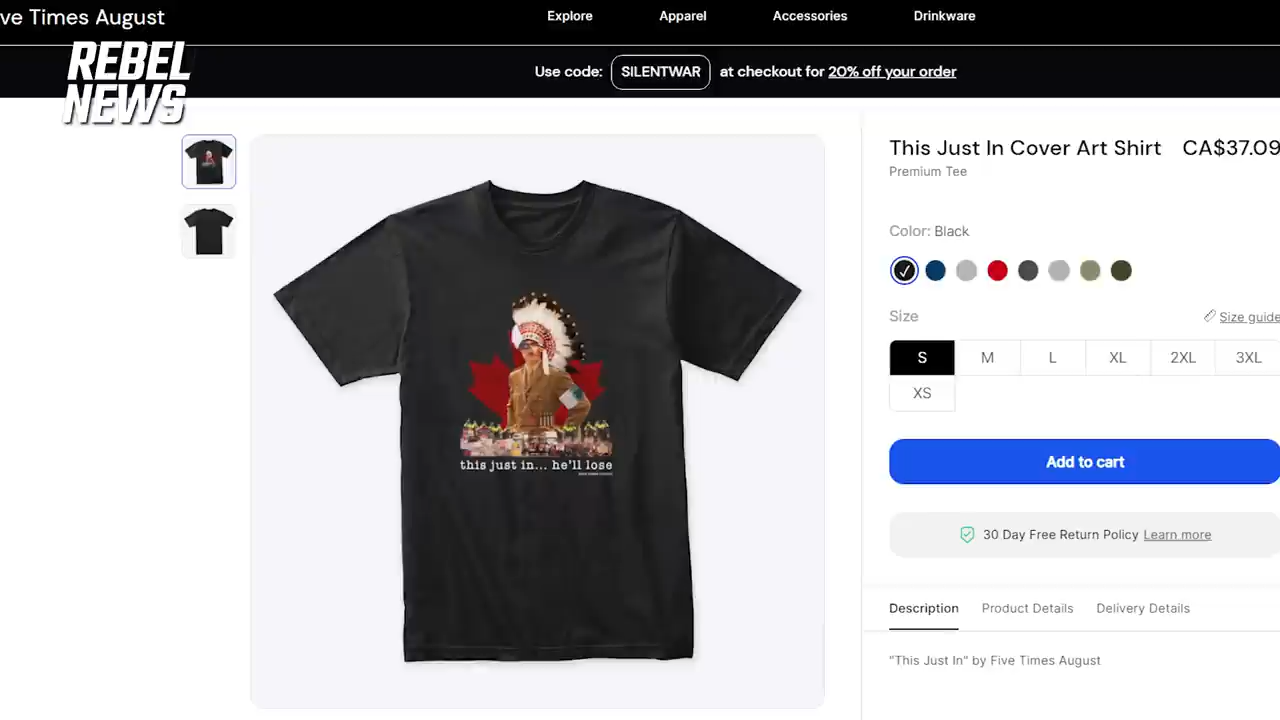 ve Times August
Explore
Apparel
Accessories
Drinkware
REBEL
NEWS
Use code: SILENTWAR at checkout for 20% off your order
This Just In Cover Art Shirt CA$37.09
Premium Tee
Color: Black
Size
Size guide
S
M
L
XL
2XL
3XL
XS
this just in... he'll lose
Add to cart
30 Day Free Return Policy Learn more
Description
Product Details
Delivery Details
"This Just In" by Five Times August